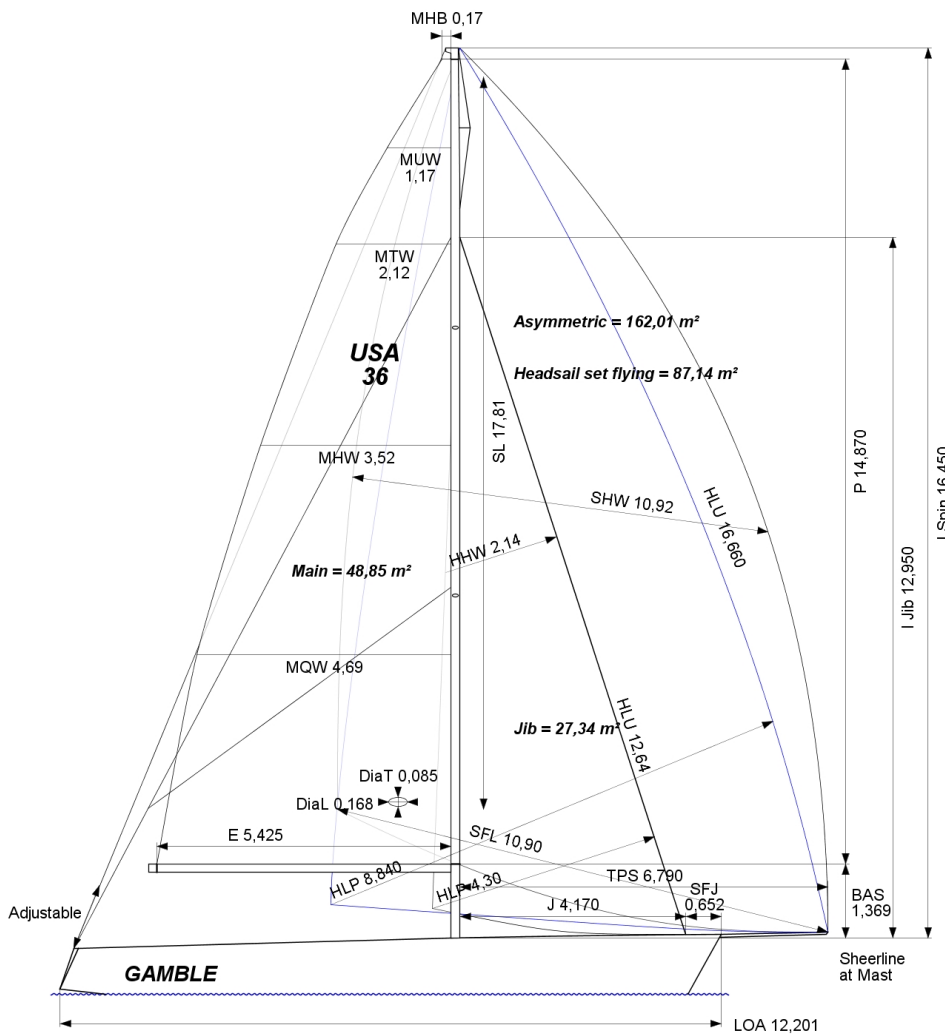 MHB 0,17
MUW
1,17
MTW
2,12
USA
36
Asymmetric = 162,01 m²
Headsail set flying = 87,14 m²
SL 17,81
P 14,870
I Spin 16,450
I Jib 12,950
MHW 3,52
SHW 10,92
HLU 16,660
HHW 2,14
Main = 48,85 m²
MQW 4,69
HLU 12,64
Jib = 27,34 m²
DiaT 0,085
DiaL 0,168
E 5,425
SFL 10,90
HLP 8,840
HLP 4,30
TPS 6,790
SFJ
0,652
J 4,170
BAS
1,369
Adjustable
Sheerline
at Mast
GAMBLE
LOA 12,201